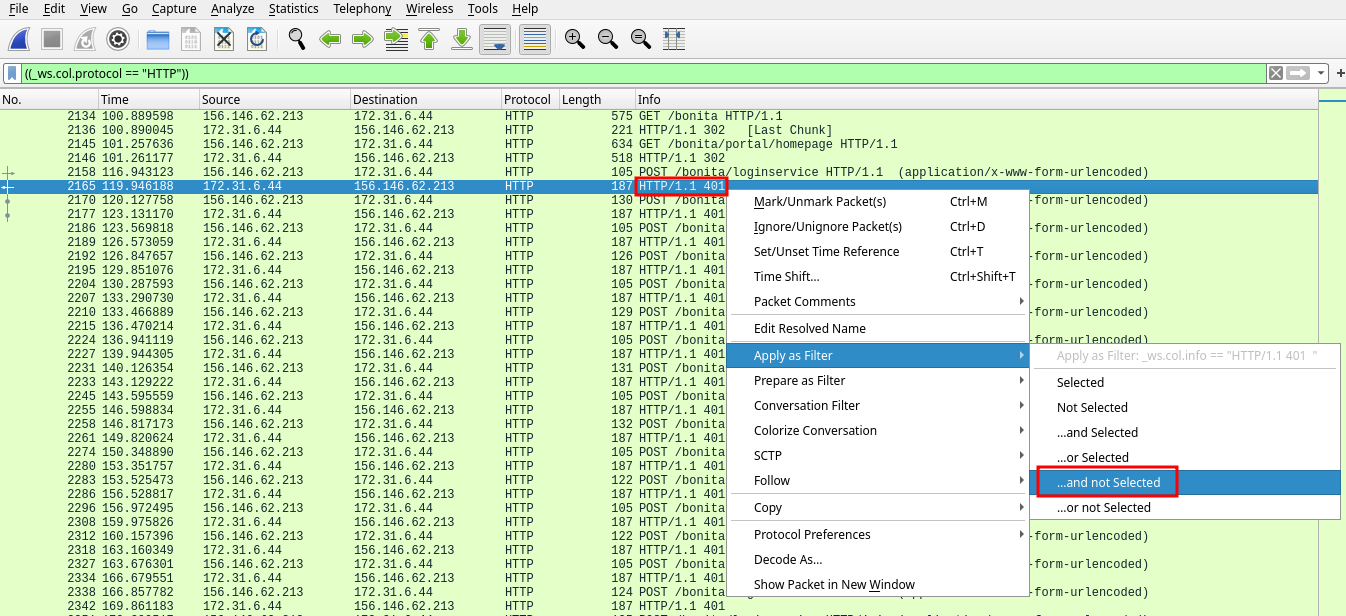 File Edit View Go Capture Analyze Statistics Telephony Wireless Tools Help
((_ws.col.protocol == "HTTP"))
No. Time Source Destination Protocol Length Info
2134 100.889598 156.146.62.213 172.31.6.44 HTTP 575 GET /bonita HTTP/1.1
2136 100.890045 172.31.6.44 156.146.62.213 HTTP 221 HTTP/1.1 302 [Last Chunk]
2145 101.257636 156.146.62.213 172.31.6.44 HTTP 634 GET /bonita/portal/homepage HTTP/1.1
2146 101.261177 172.31.6.44 156.146.62.213 HTTP 518 HTTP/1.1 302
2158 116.943123 156.146.62.213 172.31.6.44 HTTP 105 POST /bonita/loginservice HTTP/1.1 (application/x-www-form-urlencoded)
2165 119.946188 172.31.6.44 156.146.62.213 HTTP 187 HTTP/1.1 401
2170 120.127758 156.146.62.213 172.31.6.44 HTTP 130 POST /bonita -form-urlencoded)
2177 123.131170 172.31.6.44 156.146.62.213 HTTP 187 HTTP/1.1 401
2186 123.569818 156.146.62.213 172.31.6.44 HTTP 105 POST /bonita -form-urlencoded)
2189 126.573059 172.31.6.44 156.146.62.213 HTTP 187 HTTP/1.1 401
2192 126.847657 156.146.62.213 172.31.6.44 HTTP 126 POST /bonita -form-urlencoded)
2195 129.851076 172.31.6.44 156.146.62.213 HTTP 187 HTTP/1.1 401
2204 130.287593 156.146.62.213 172.31.6.44 HTTP 105 POST /bonita -form-urlencoded)
2207 133.290730 172.31.6.44 156.146.62.213 HTTP 187 HTTP/1.1 401
2210 133.466889 156.146.62.213 172.31.6.44 HTTP 129 POST /bonita -form-urlencoded)
2215 136.470214 172.31.6.44 156.146.62.213 HTTP 187 HTTP/1.1 401
2224 136.941119 156.146.62.213 172.31.6.44 HTTP 105 POST /bonita -form-urlencoded)
2227 139.944305 172.31.6.44 156.146.62.213 HTTP 187 HTTP/1.1 401
2231 140.126354 156.146.62.213 172.31.6.44 HTTP 131 POST /bonita
2233 143.129222 172.31.6.44 156.146.62.213 HTTP 187 HTTP/1.1 401
2245 143.595559 156.146.62.213 172.31.6.44 HTTP 105 POST /bonita
2255 146.598834 172.31.6.44 156.146.62.213 HTTP 187 HTTP/1.1 401
2258 146.817173 156.146.62.213 172.31.6.44 HTTP 132 POST /bonita
2261 149.820624 172.31.6.44 156.146.62.213 HTTP 187 HTTP/1.1 401
2274 150.348890 156.146.62.213 172.31.6.44 HTTP 105 POST /bonita
2280 153.351757 172.31.6.44 156.146.62.213 HTTP 187 HTTP/1.1 401
2283 153.525473 156.146.62.213 172.31.6.44 HTTP 122 POST /bonita
2286 156.528817 172.31.6.44 156.146.62.213 HTTP 187 HTTP/1.1 401
2296 156.972495 156.146.62.213 172.31.6.44 HTTP 105 POST /bonita
2308 159.975826 172.31.6.44 156.146.62.213 HTTP 187 HTTP/1.1 401
2312 160.157396 156.146.62.213 172.31.6.44 HTTP 122 POST /bonita -form-urlencoded)
2318 163.160349 172.31.6.44 156.146.62.213 HTTP 187 HTTP/1.1 401
2327 163.676301 156.146.62.213 172.31.6.44 HTTP 105 POST /bonita -form-urlencoded)
2334 166.679551 172.31.6.44 156.146.62.213 HTTP 187 HTTP/1.1 401
2338 166.857782 156.146.62.213 172.31.6.44 HTTP 124 POST /bonita -form-urlencoded)
2342 169.861183 172.31.6.44 156.146.62.213 HTTP 187 HTTP/1.1 401
Mark/Unmark Packet(s) Ctrl+M
Ignore/Unignore Packet(s) Ctrl+D
Set/Unset Time Reference Ctrl+T
Time Shift... Ctrl+Shift+T
Packet Comments
Edit Resolved Name
Apply as Filter
Prepare as Filter
Conversation Filter
Colorize Conversation
SCTP
Follow
Copy
Protocol Preferences
Decode As...
Show Packet in New Window
Apply as Filter: _ws.col.info == "HTTP/1.1 401 "
Selected
Not Selected
...and Selected
...or Selected
...and not Selected
...or not Selected